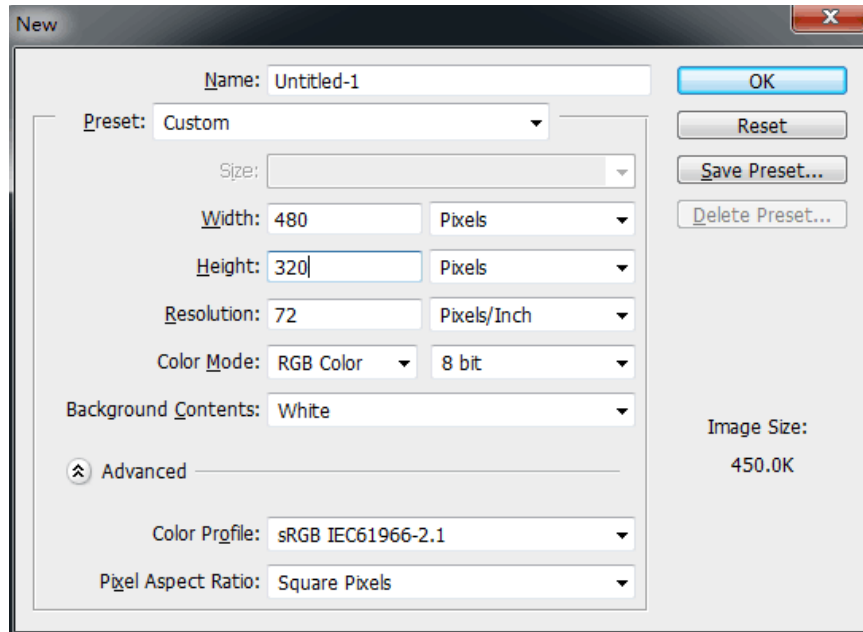 New
Name: Untitled-1
OK
Preset: Custom
Reset
Size:
Save Preset...
Width: 480 Pixels
Delete Preset...
Height: 320 Pixels
Resolution: 72 Pixels/Inch
Color Mode: RGB Color 8 bit
Background Contents: White
Image Size:
450.0K
Advanced
Color Profile: sRGB IEC61966-2.1
Pixel Aspect Ratio: Square Pixels